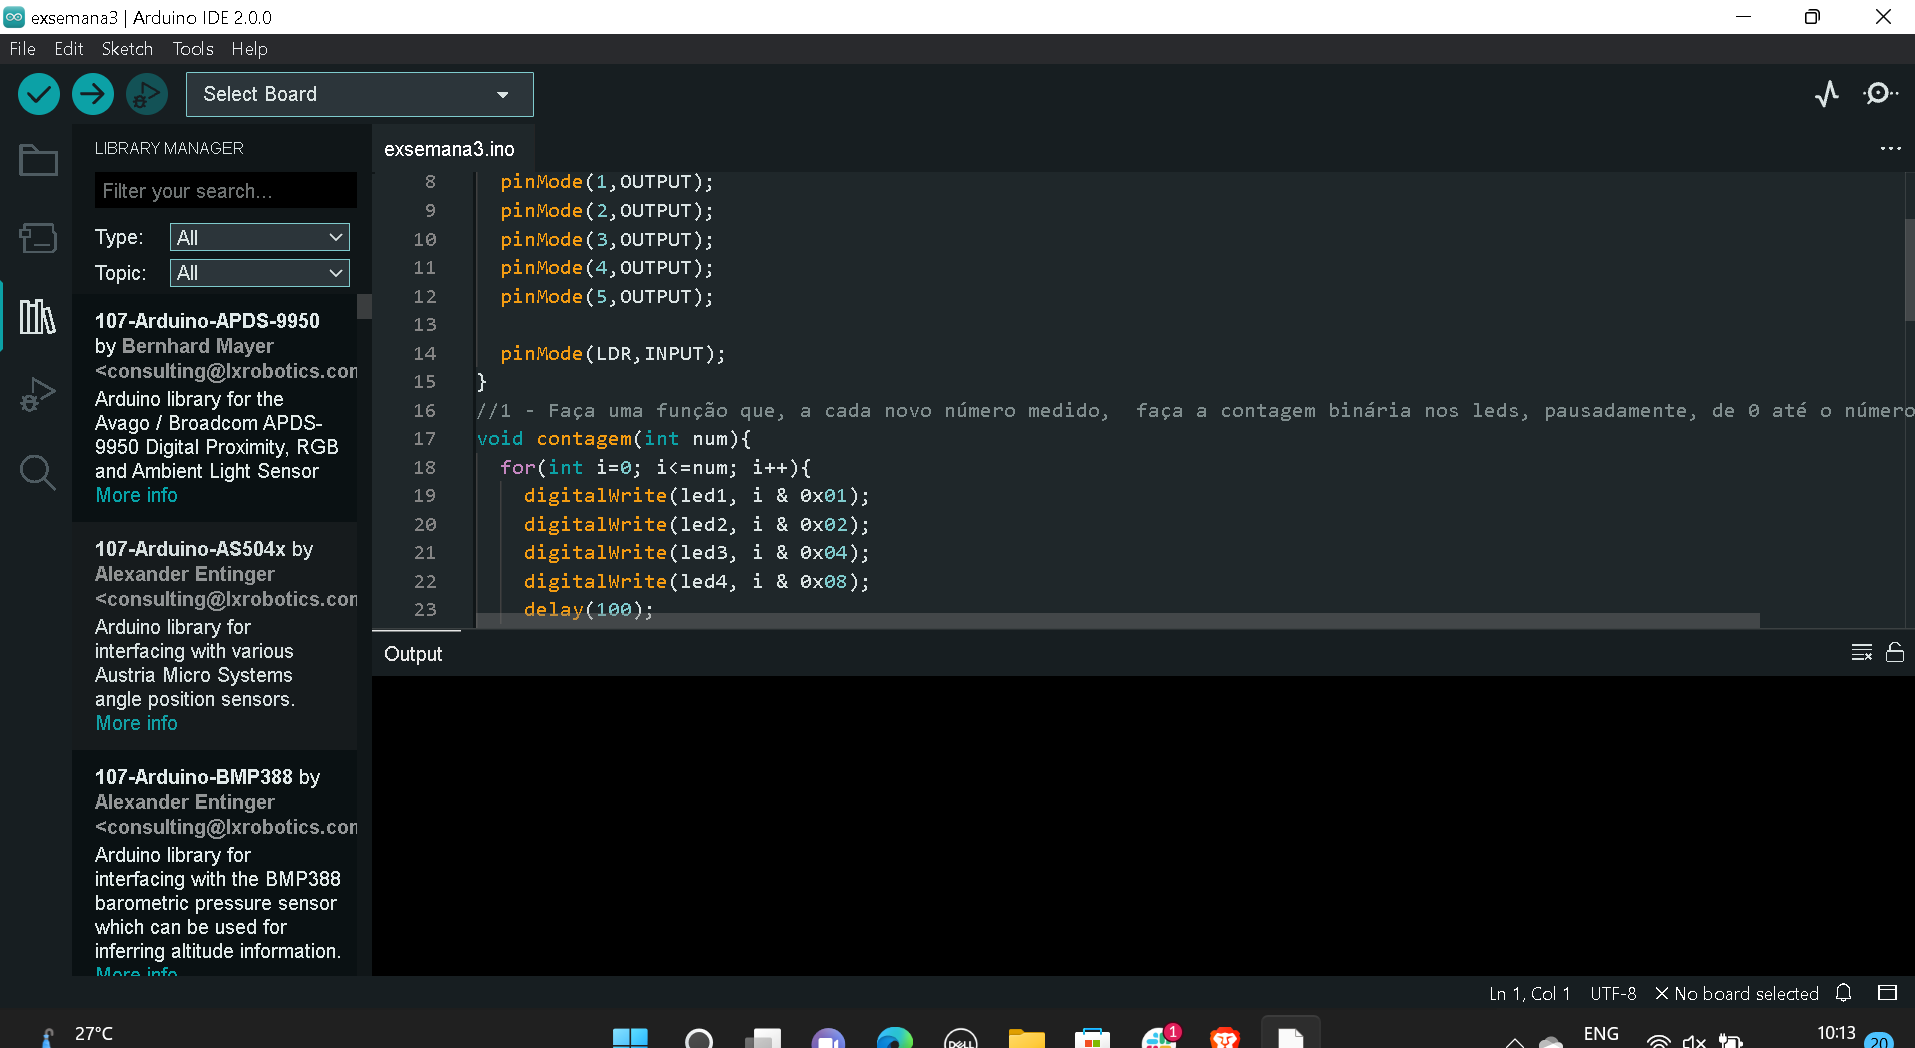 exsemana3 | Arduino IDE 2.0.0
File Edit Sketch Tools Help
Select Board
LIBRARY MANAGER
Filter your search...
Type: All
Topic: All
107-Arduino-APDS-9950
by Bernhard Mayer
<consulting@lxrobotics.com
Arduino library for the
Avago / Broadcom APDS-
9950 Digital Proximity, RGB
and Ambient Light Sensor
More info
107-Arduino-AS504x by
Alexander Entinger
<consulting@lxrobotics.com
Arduino library for
interfacing with various
Austria Micro Systems
angle position sensors.
More info
107-Arduino-BMP388 by
Alexander Entinger
<consulting@lxrobotics.com
Arduino library for
interfacing with the BMP388
barometric pressure sensor
which can be used for
inferring altitude information.
More info
exsemana3.ino
8 pinMode(1,OUTPUT);
9 pinMode(2,OUTPUT);
10 pinMode(3,OUTPUT);
11 pinMode(4,OUTPUT);
12 pinMode(5,OUTPUT);
13
14 pinMode(LDR,INPUT);
15 }
16 //1 - Faça uma função que, a cada novo número medido,  faça a contagem binária nos leds, pausadamente, de 0 até o número
17 void contagem(int num){
18 for(int i=0; i<=num; i++){
19 digitalWrite(led1, i & 0x01);
20 digitalWrite(led2, i & 0x02);
21 digitalWrite(led3, i & 0x04);
22 digitalWrite(led4, i & 0x08);
23 delay(100);
Output
Ln 1, Col 1 UTF-8 No board selected
27°C
DELL
1
ENG
10:13
20